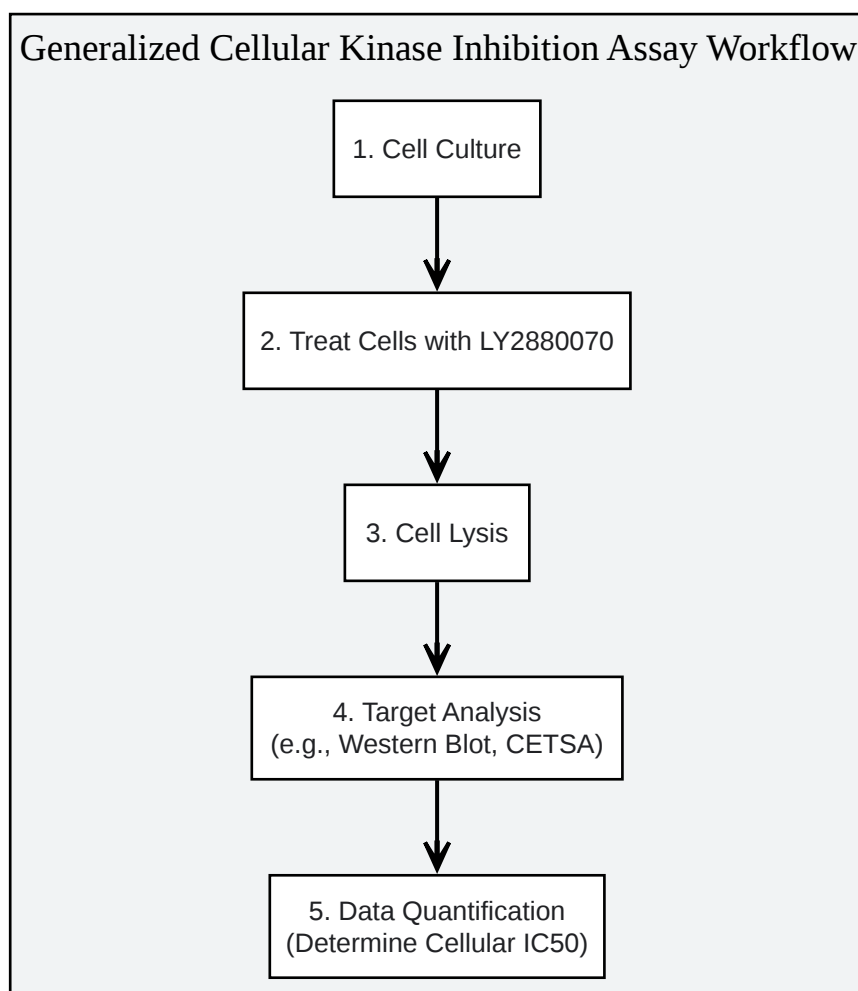 Generalized Cellular Kinase Inhibition Assay Workflow
1. Cell Culture
2. Treat Cells with LY2880070
3. Cell Lysis
4. Target Analysis
(e.g., Western Blot, CETSA)
5. Data Quantification
(Determine Cellular IC50)